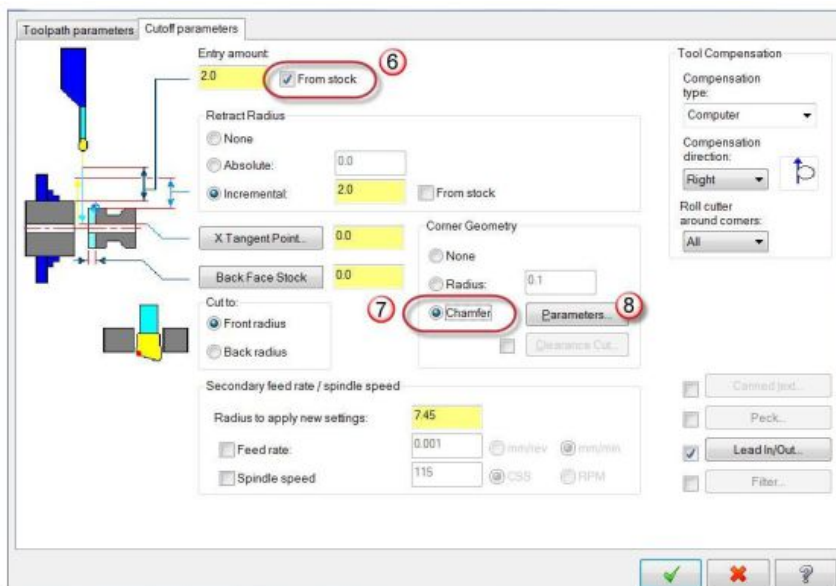 Toolpath parameters
Cutoff parameters
Entry amount:
2.0
From stock
6
Retract Radius
None
Absolute:
0.0
Incremental:
2.0
From stock
X Tangent Point...
0.0
Back Face Stock
0.0
Cut to:
Front radius
Back radius
Corner Geometry
None
Radius:
0.1
7
Chamfer
Parameters...
8
Clearance Cut...
Secondary feed rate / spindle speed
Radius to apply new settings:
7.45
Feed rate:
0.001
mm/rev
mm/min
Spindle speed
115
CSS
RPM
Tool Compensation
Compensation
type:
Computer
Compensation
direction:
Right
Roll cutter
around corners:
All
Canned text...
Peck...
Lead In/Out...
Filter...